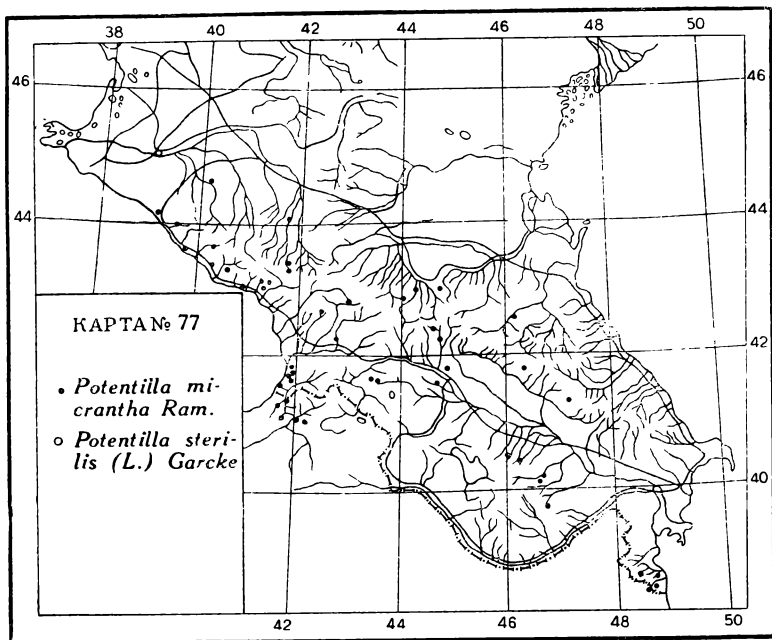 38 40 42 44 46 48 50
46 46
44 44
КАРТА № 77
42
• Potentilla mi-
crantha Ram.
○ Potentilla steri-
lis (L.) Garcke
40
42 44 46 48 50